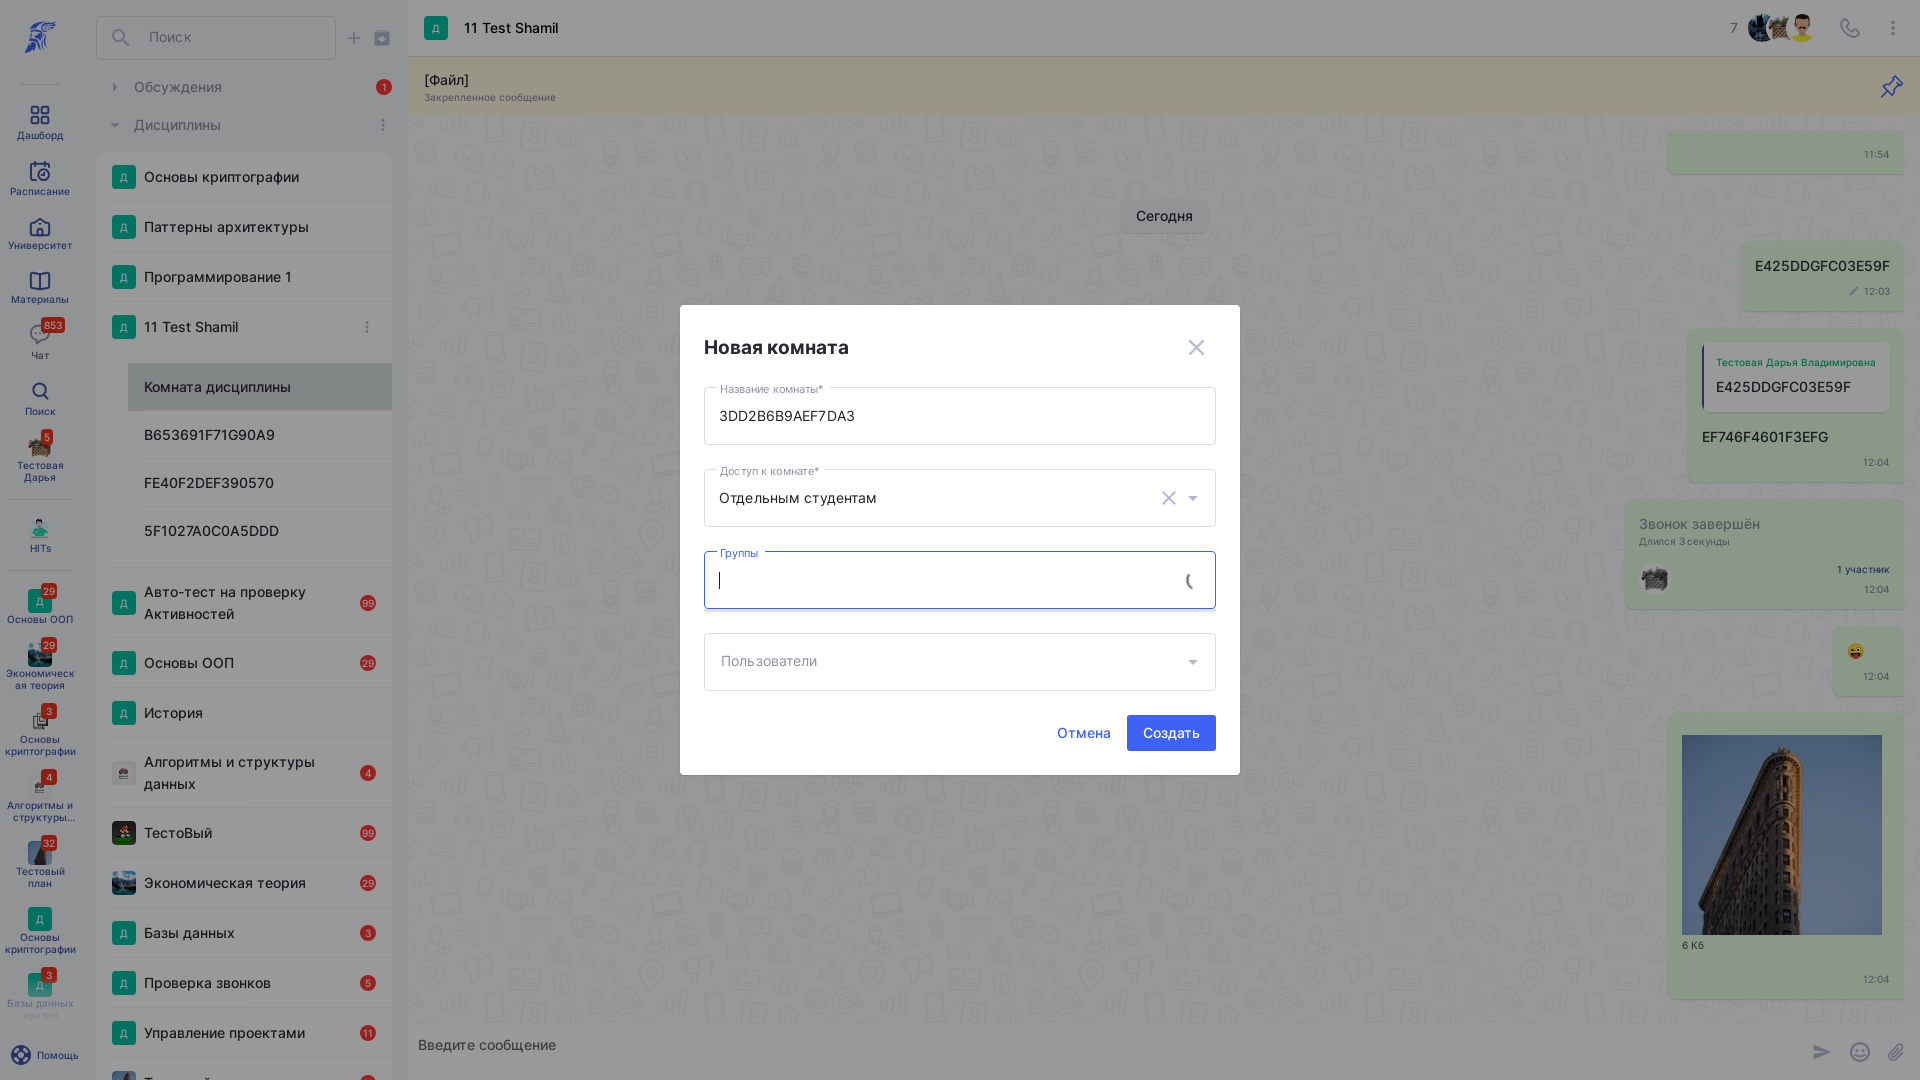 Дашборд
Расписание
Университет
Материалы
853
Чат
Поиск
5
Тестовая
Дарья
HITs
29
Д
Основы ООП
29
Экономическ
ая теория
3
Основы
криптографии
4
Алгоритмы и
структуры...
32
Тестовый
план
Д
Основы
криптографии
3
Д
Базы данных
кратко
Помощь
Поиск
Обсуждения
1
Дисциплины
Д
Основы криптографии
Д
Паттерны архитектуры
Д
Программирование 1
Д
11 Test Shamil
Комната дисциплины
B653691F71G90A9
FE40F2DEF390570
5F1027A0C0A5DDD
Д
Авто-тест на проверку
Активностей
99
Д
Основы ООП
29
Д
История
Алгоритмы и структуры
данных
4
ТестоВый
99
Экономическая теория
29
Д
Базы данных
3
Д
Проверка звонков
5
Д
Управление проектами
11
Д
11 Test Shamil
7
[Файл]
Закрепленное сообщение
11:54
Сегодня
E425DDGFC03E59F
12:03
Тестовая Дарья Владимировна
E425DDGFC03E59F
EF746F4601F3EFG
12:04
Звонок завершён
Длился 3 секунды
1 участник
12:04
12:04
6 Кб
12:04
Введите сообщение
Новая комната
Название комнаты*
3DD2B6B9AEF7DA3
Доступ к комнате*
Отдельным студентам
Группы
Пользователи
Отмена
Создать